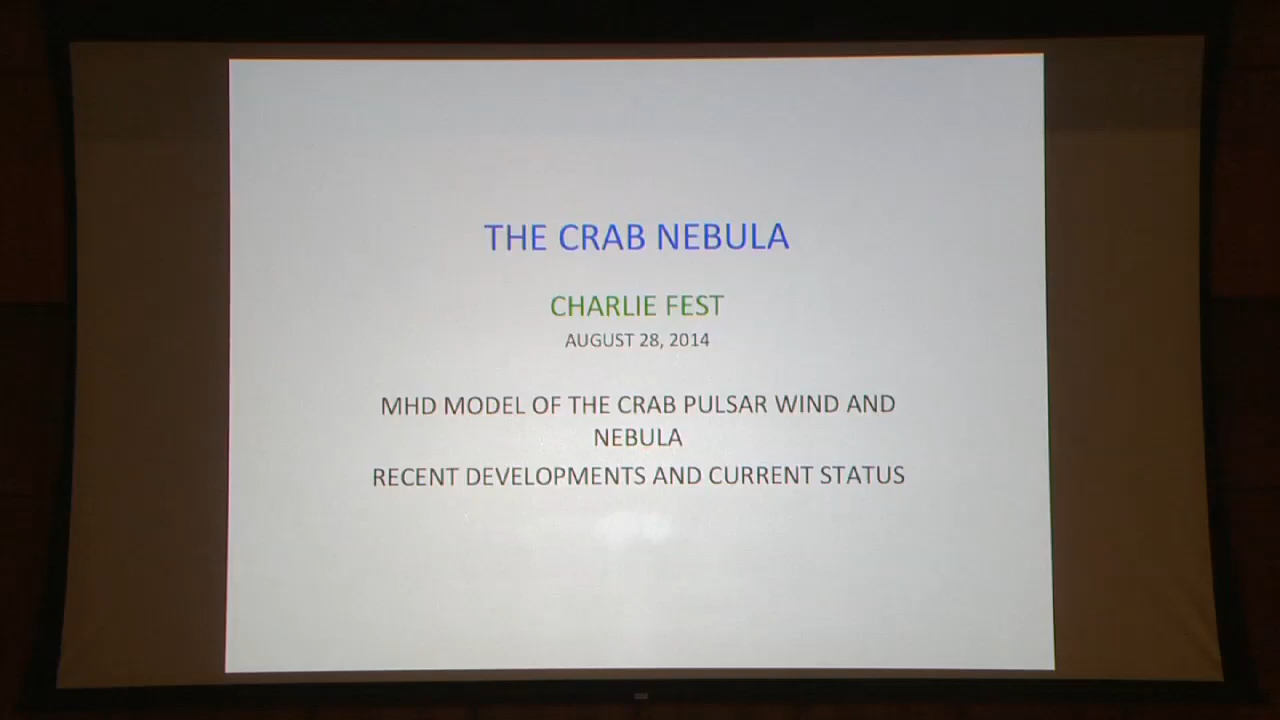 THE CRAB NEBULA
CHARLIE FEST
AUGUST 28, 2014
MHD MODEL OF THE CRAB PULSAR WIND AND
NEBULA
RECENT DEVELOPMENTS AND CURRENT STATUS